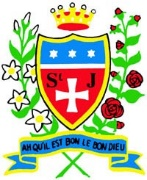 St J
AH QU'IL EST BON LE BON DIEU